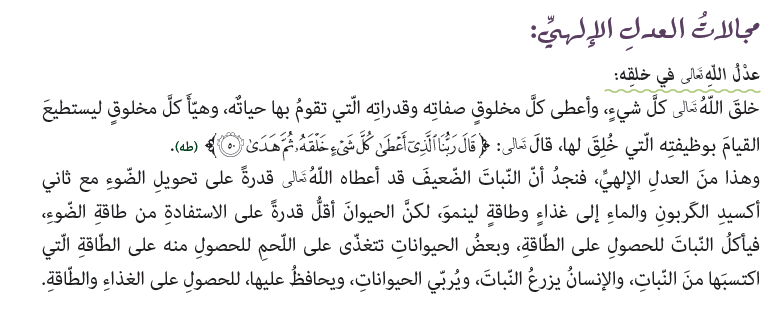 مجالاتُ العدلِ الإلهيِّ:
عدْلُ اللّهِ تعالى في خلقِه:
خلقَ اللّهُ تعالى كلَّ شيءٍ، وأعطى كلَّ مخلوقٍ صفاتِه وقدراتِه الّتي تقومُ بها حياتُه، وهيّأَ كلَّ مخلوقٍ ليستطيعَ
القيامَ بوظيفتِه الّتي خُلِقَ لها، قالَ تعالى: ﴿قَالَ رَبُّنَا ٱلَّذِيٓ أَعۡطَىٰ كُلَّ شَيۡءٍ خَلۡقَهُۥ ثُمَّ هَدَىٰ ٥٠﴾ (طه).
وهذا منَ العدلِ الإلهيِّ، فنجدُ أنّ النّباتَ الضّعيفَ قد أعطاه اللّهُ تعالى قدرةً على تحويلِ الضّوءِ مع ثاني
أكسيدِ الكَربونِ والماءِ إلى غذاءٍ وطاقةٍ لينموَ، لكنَّ الحيوانَ أقلُّ قدرةً على الاستفادةِ من طاقةِ الضّوءِ،
فيأكلُ النّباتَ للحصولِ على الطّاقةِ، وبعضُ الحيواناتِ تتغذّى على اللّحمِ للحصولِ منه على الطّاقةِ الّتي
اكتسبَها منَ النّباتِ، والإنسانُ يزرعُ النّباتَ، ويُربّي الحيواناتِ، ويحافظُ عليها، للحصولِ على الغذاءِ والطّاقةِ.